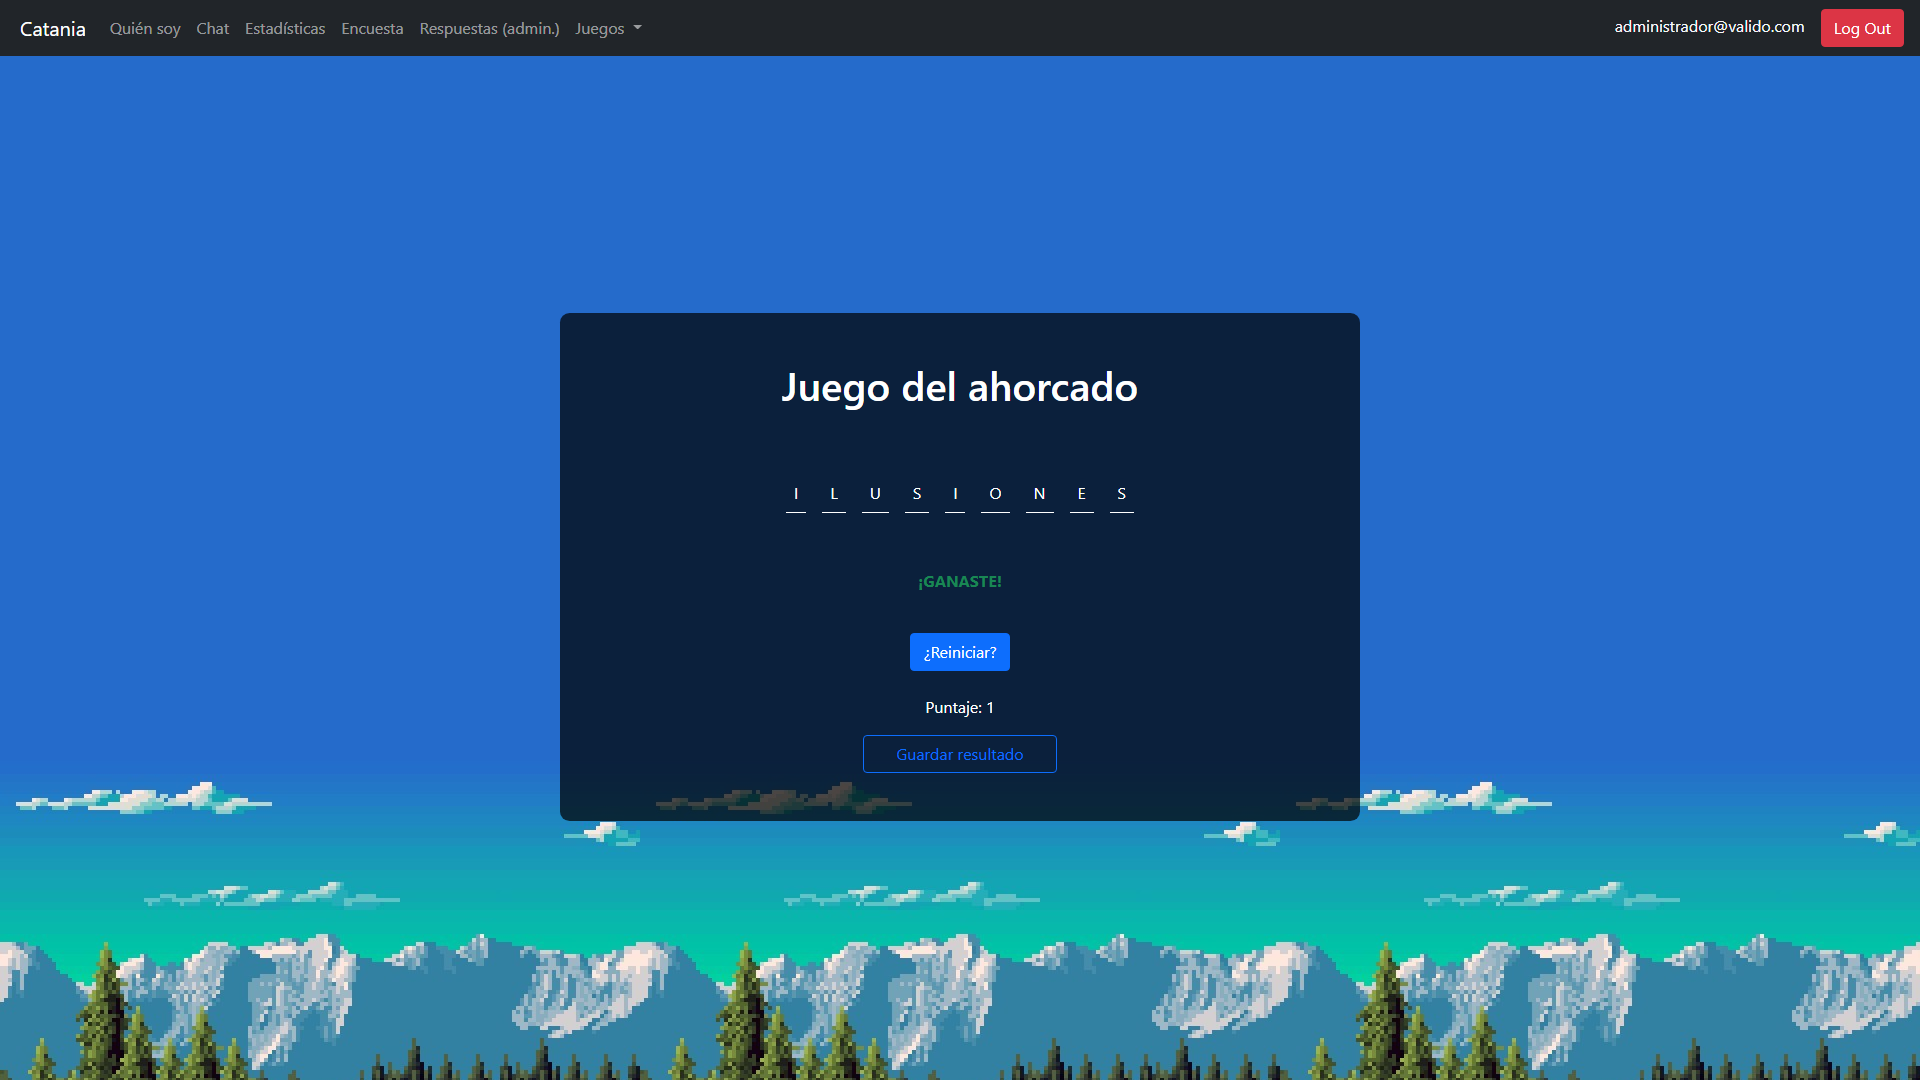 Catania Quién soy Chat Estadísticas Encuesta Respuestas (admin.) Juegos administrador@valido.com Log Out
Juego del ahorcado
I L U S I O N E S
¡GANASTE!
¿Reiniciar?
Puntaje: 1
Guardar resultado